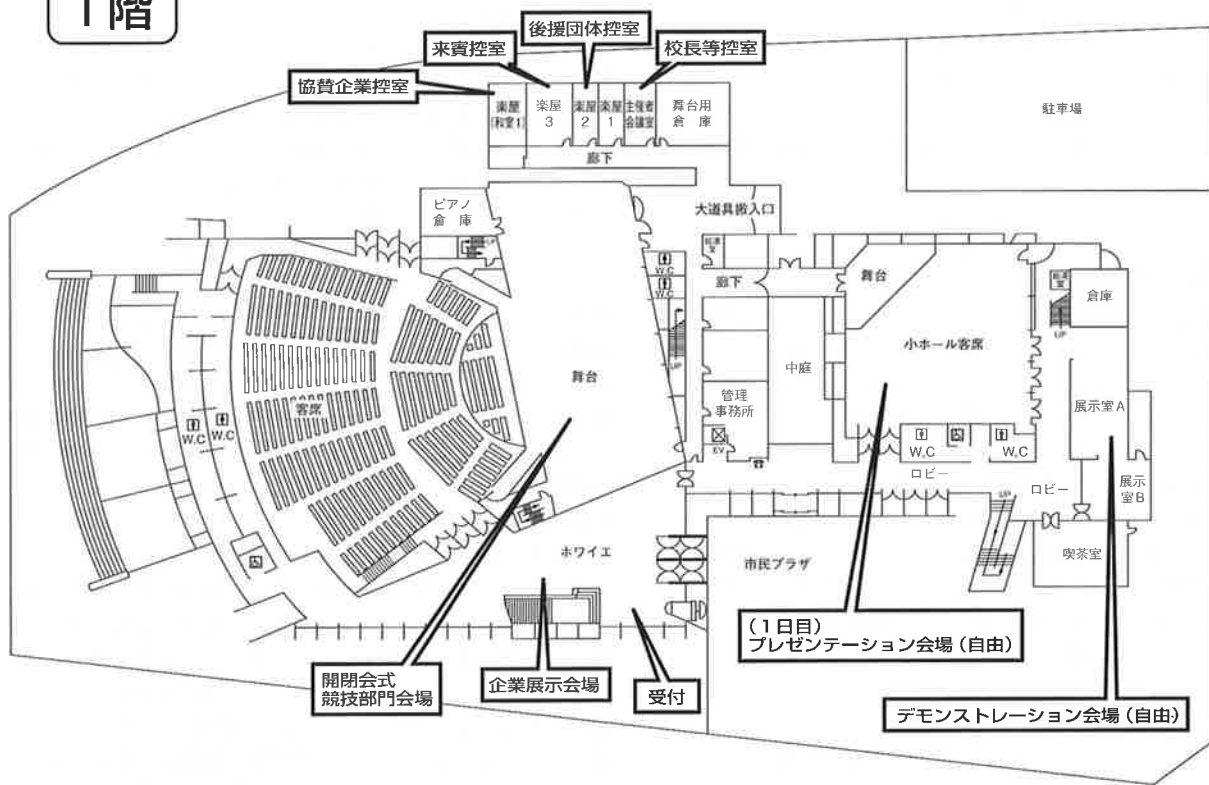 1階
後援団体控室
来賓控室
校長等控室
協賛企業控室
楽屋
(和室1)
楽屋
3
楽屋
2
楽屋
1
主催者
会議室
舞台用
倉庫
駐車場
廊下
ピアノ
倉庫
UP
大道具搬入口
W.C
W.C
廊下
舞台
倉庫
UP
UP
小ホール客席
中庭
舞台
客席
W.C
W.C
管理
事務所
EV
展示室A
W.C
W.C
ロビー
ロビー
展示
室B
UP
ホワイエ
市民プラザ
喫茶室
(1日目)
プレゼンテーション会場(自由)
開閉会式
競技部門会場
企業展示会場
受付
デモンストレーション会場(自由)